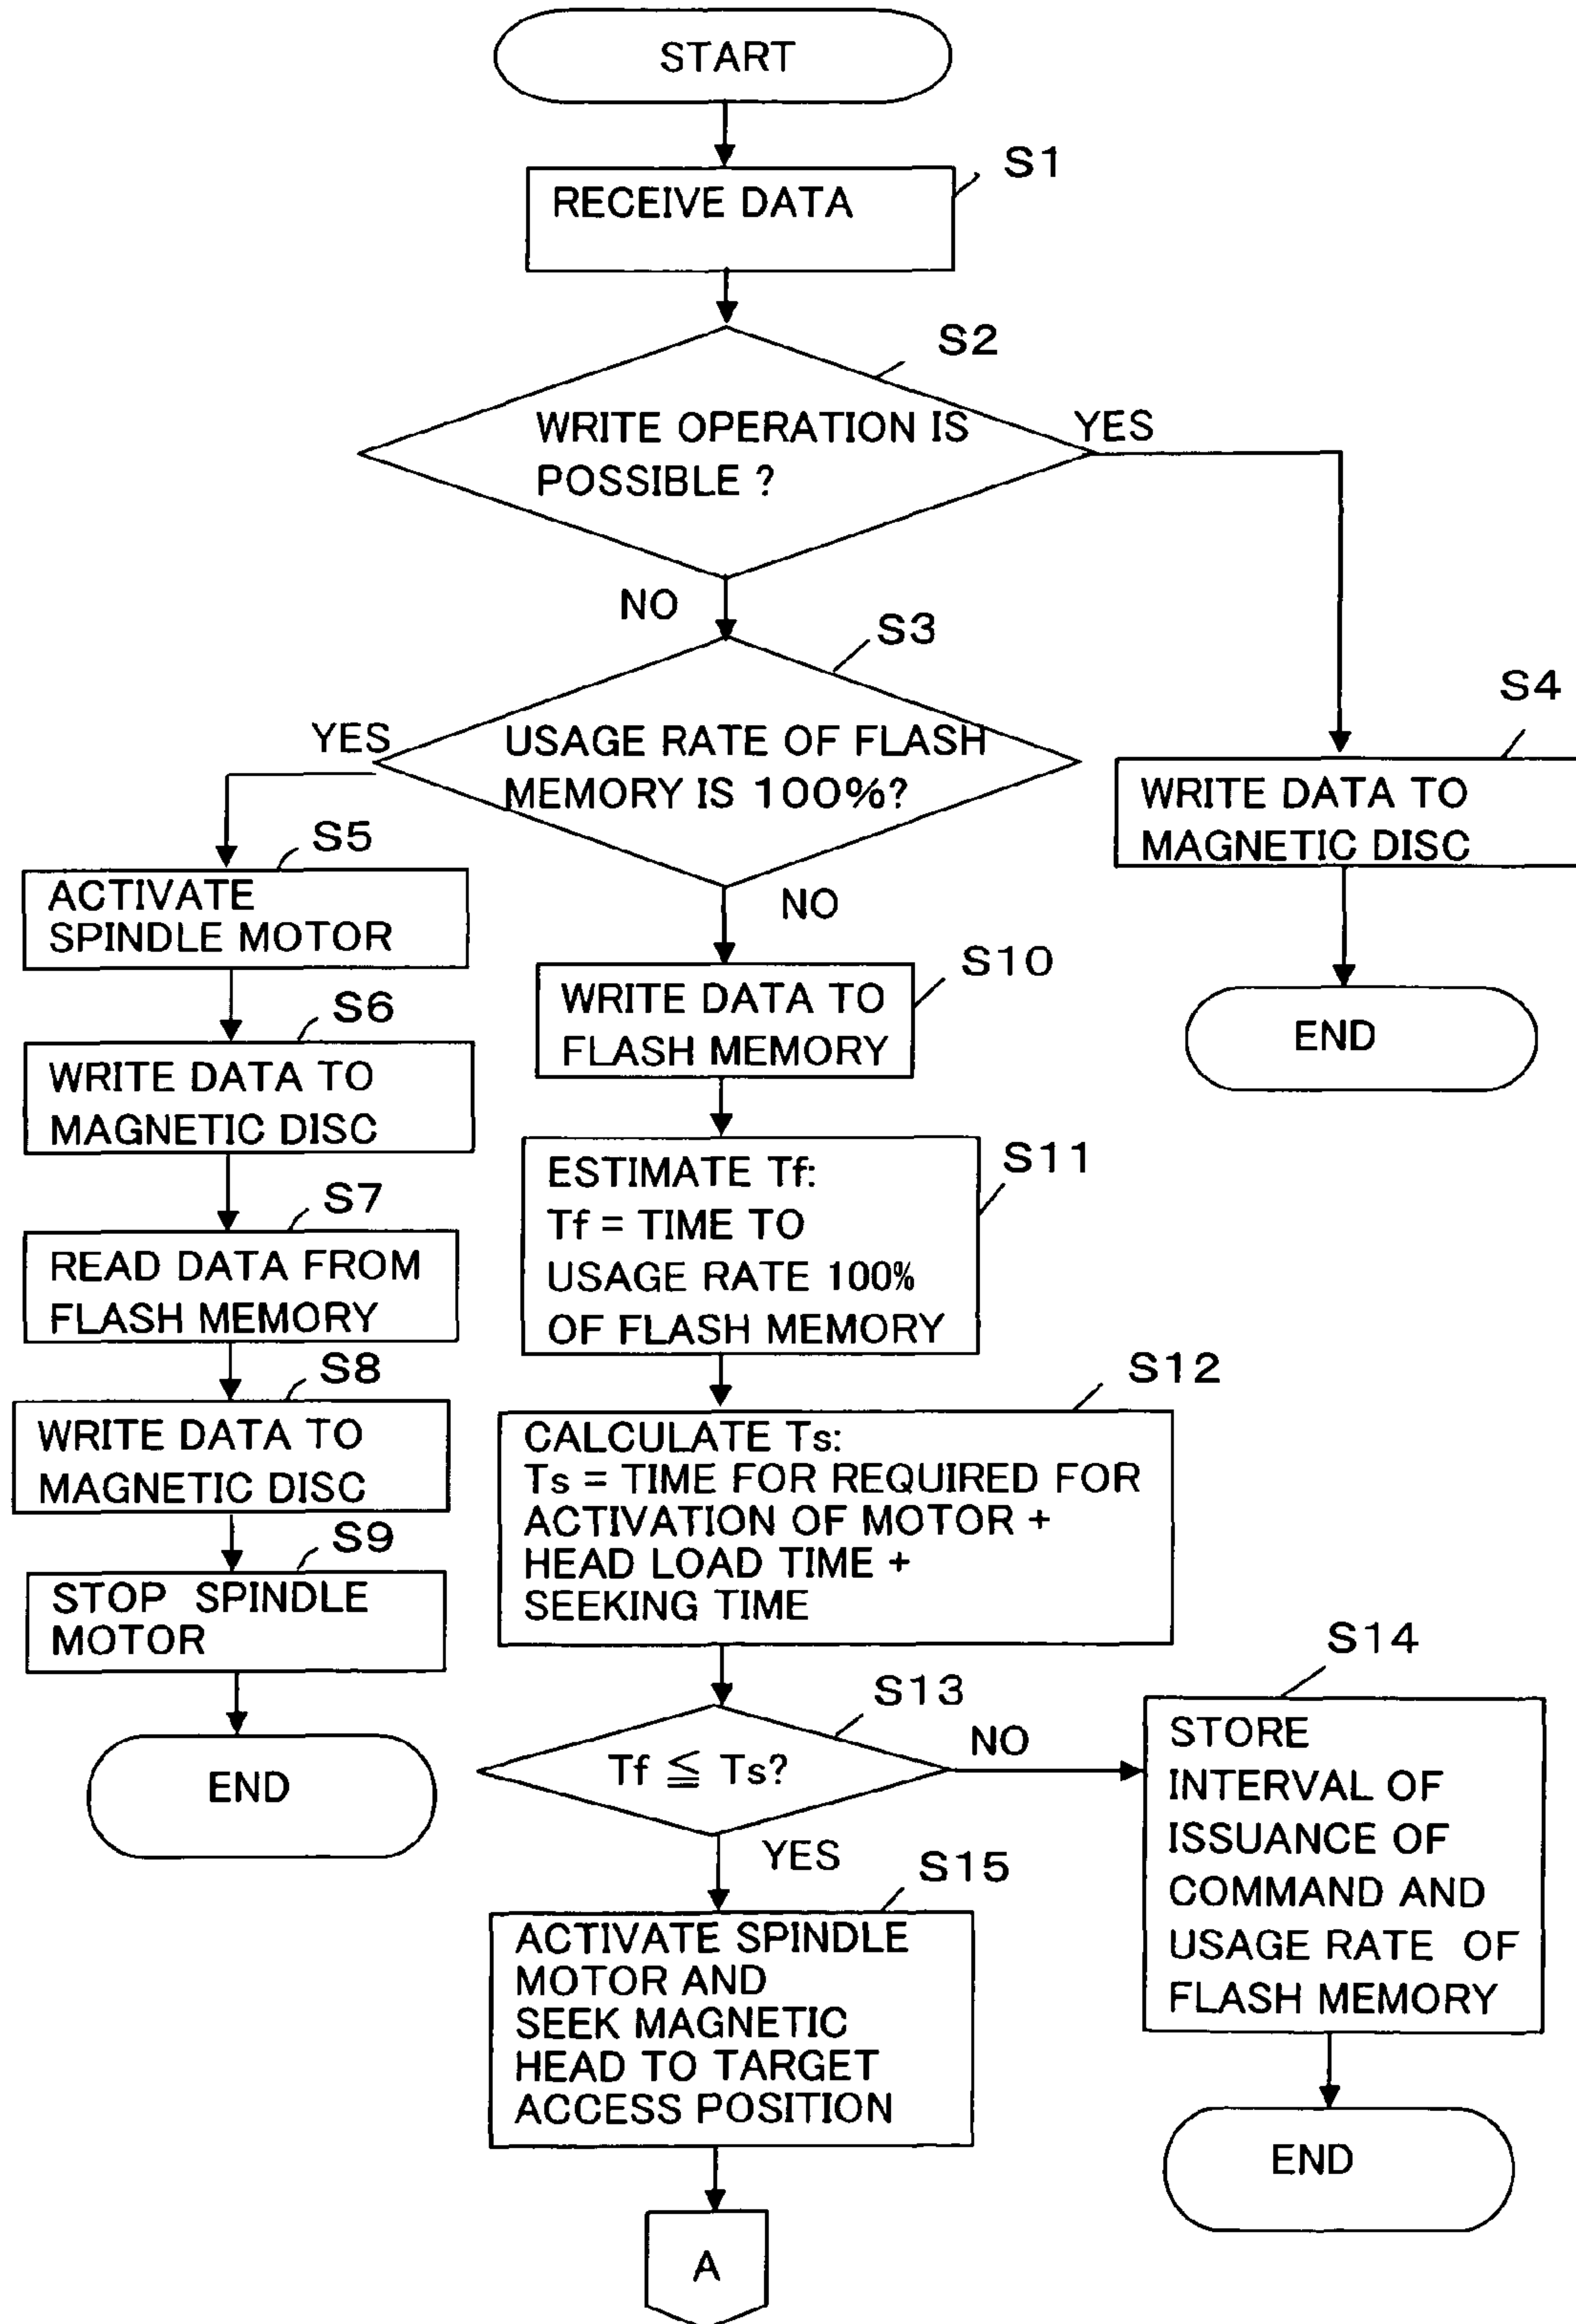 START
S1
RECEIVE DATA
S2
WRITE OPERATION IS
POSSIBLE ?
YES
NO
S3
USAGE RATE OF FLASH
MEMORY IS 100%?
YES
NO
S4
WRITE DATA TO
MAGNETIC DISC
END
S5
ACTIVATE
SPINDLE MOTOR
S6
WRITE DATA TO
MAGNETIC DISC
S7
READ DATA FROM
FLASH MEMORY
S8
WRITE DATA TO
MAGNETIC DISC
S9
STOP SPINDLE
MOTOR
END
S10
WRITE DATA TO
FLASH MEMORY
S11
ESTIMATE Tf:
Tf = TIME TO
USAGE RATE 100%
OF FLASH MEMORY
S12
CALCULATE Ts:
Ts = TIME FOR REQUIRED FOR
ACTIVATION OF MOTOR +
HEAD LOAD TIME +
SEEKING TIME
S13
Tf ≦ Ts?
NO
YES
S14
STORE
INTERVAL OF
ISSUANCE OF
COMMAND AND
USAGE RATE OF
FLASH MEMORY
END
S15
ACTIVATE SPINDLE
MOTOR AND
SEEK MAGNETIC
HEAD TO TARGET
ACCESS POSITION
A